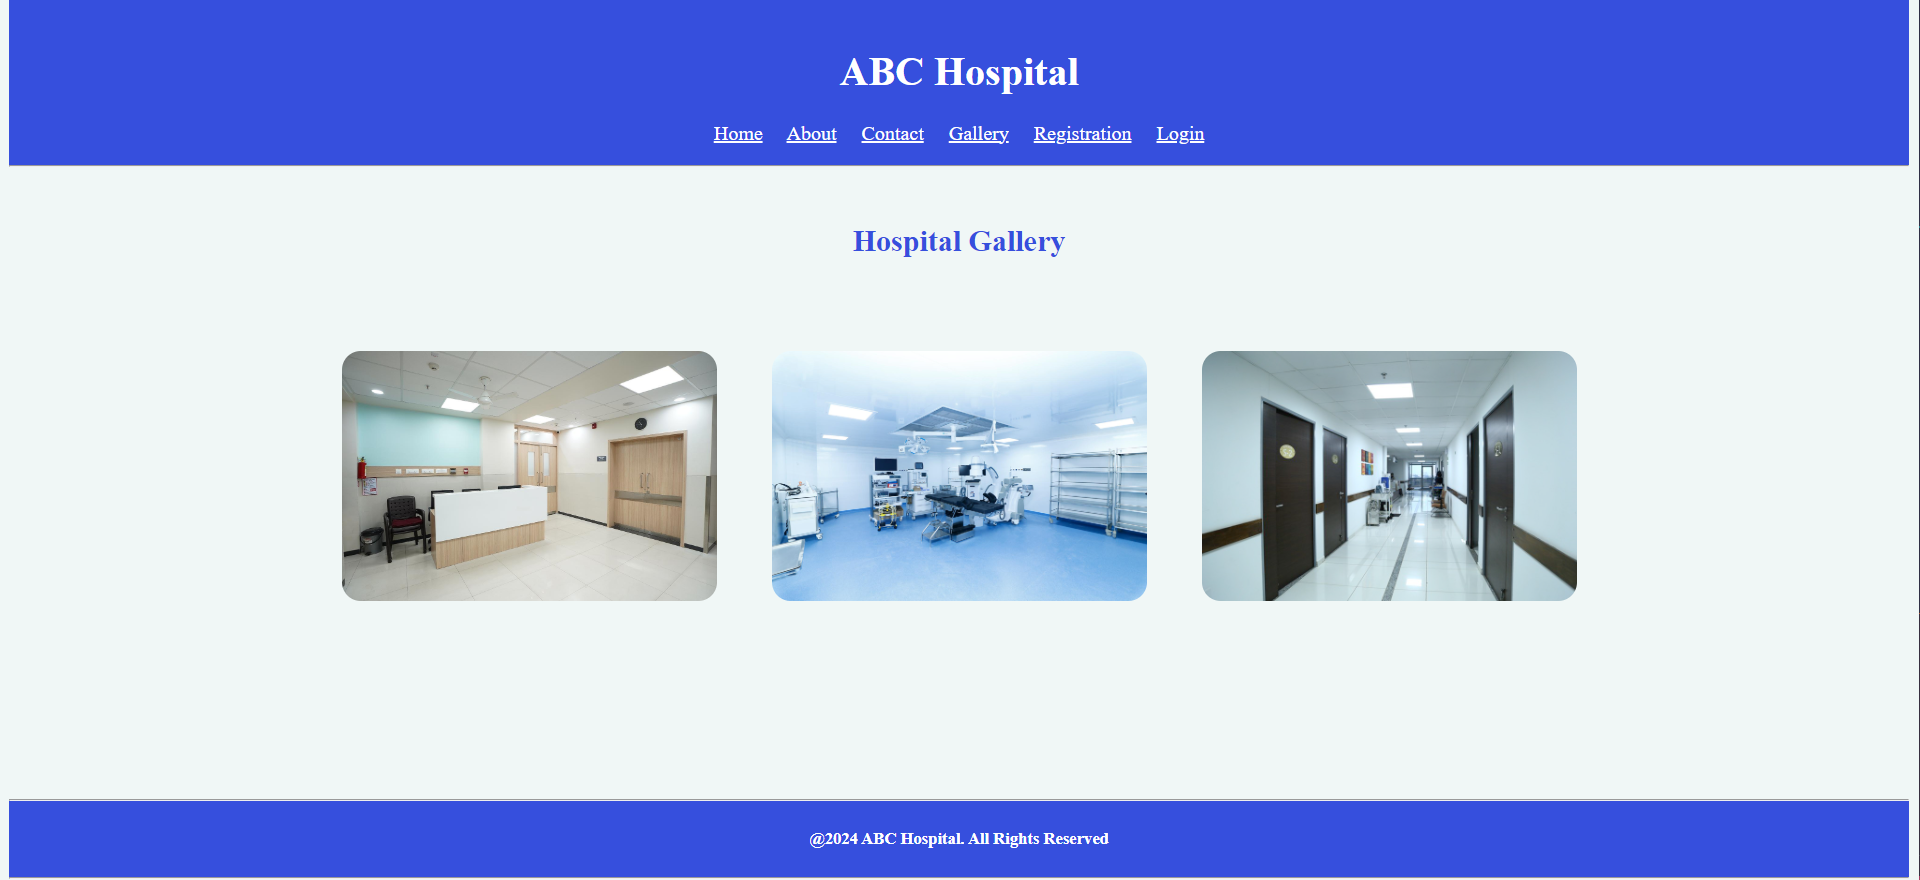 ABC Hospital
Home About Contact Gallery Registration Login
Hospital Gallery
@2024 ABC Hospital. All Rights Reserved